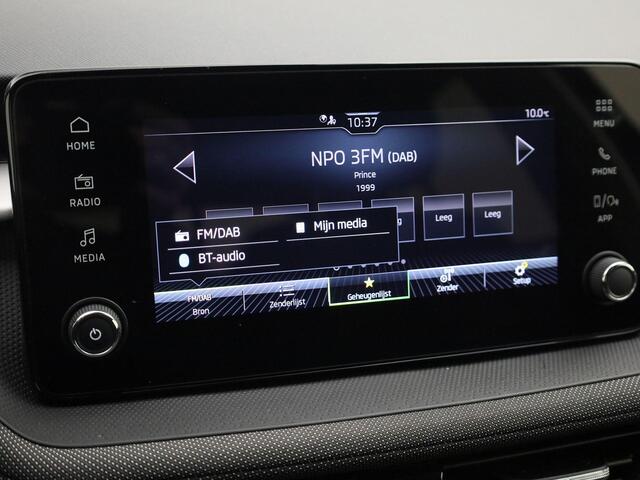 10:37
10.0°C
HOME
RADIO
MEDIA
NPO 3FM (DAB)
Prince
1999
MENU
PHONE
APP
FM/DAB
Mijn media
BT-audio
Leeg
Leeg
FM/DAB
Bron
Zenderlijst
Geheugenlijst
Zender
Setup